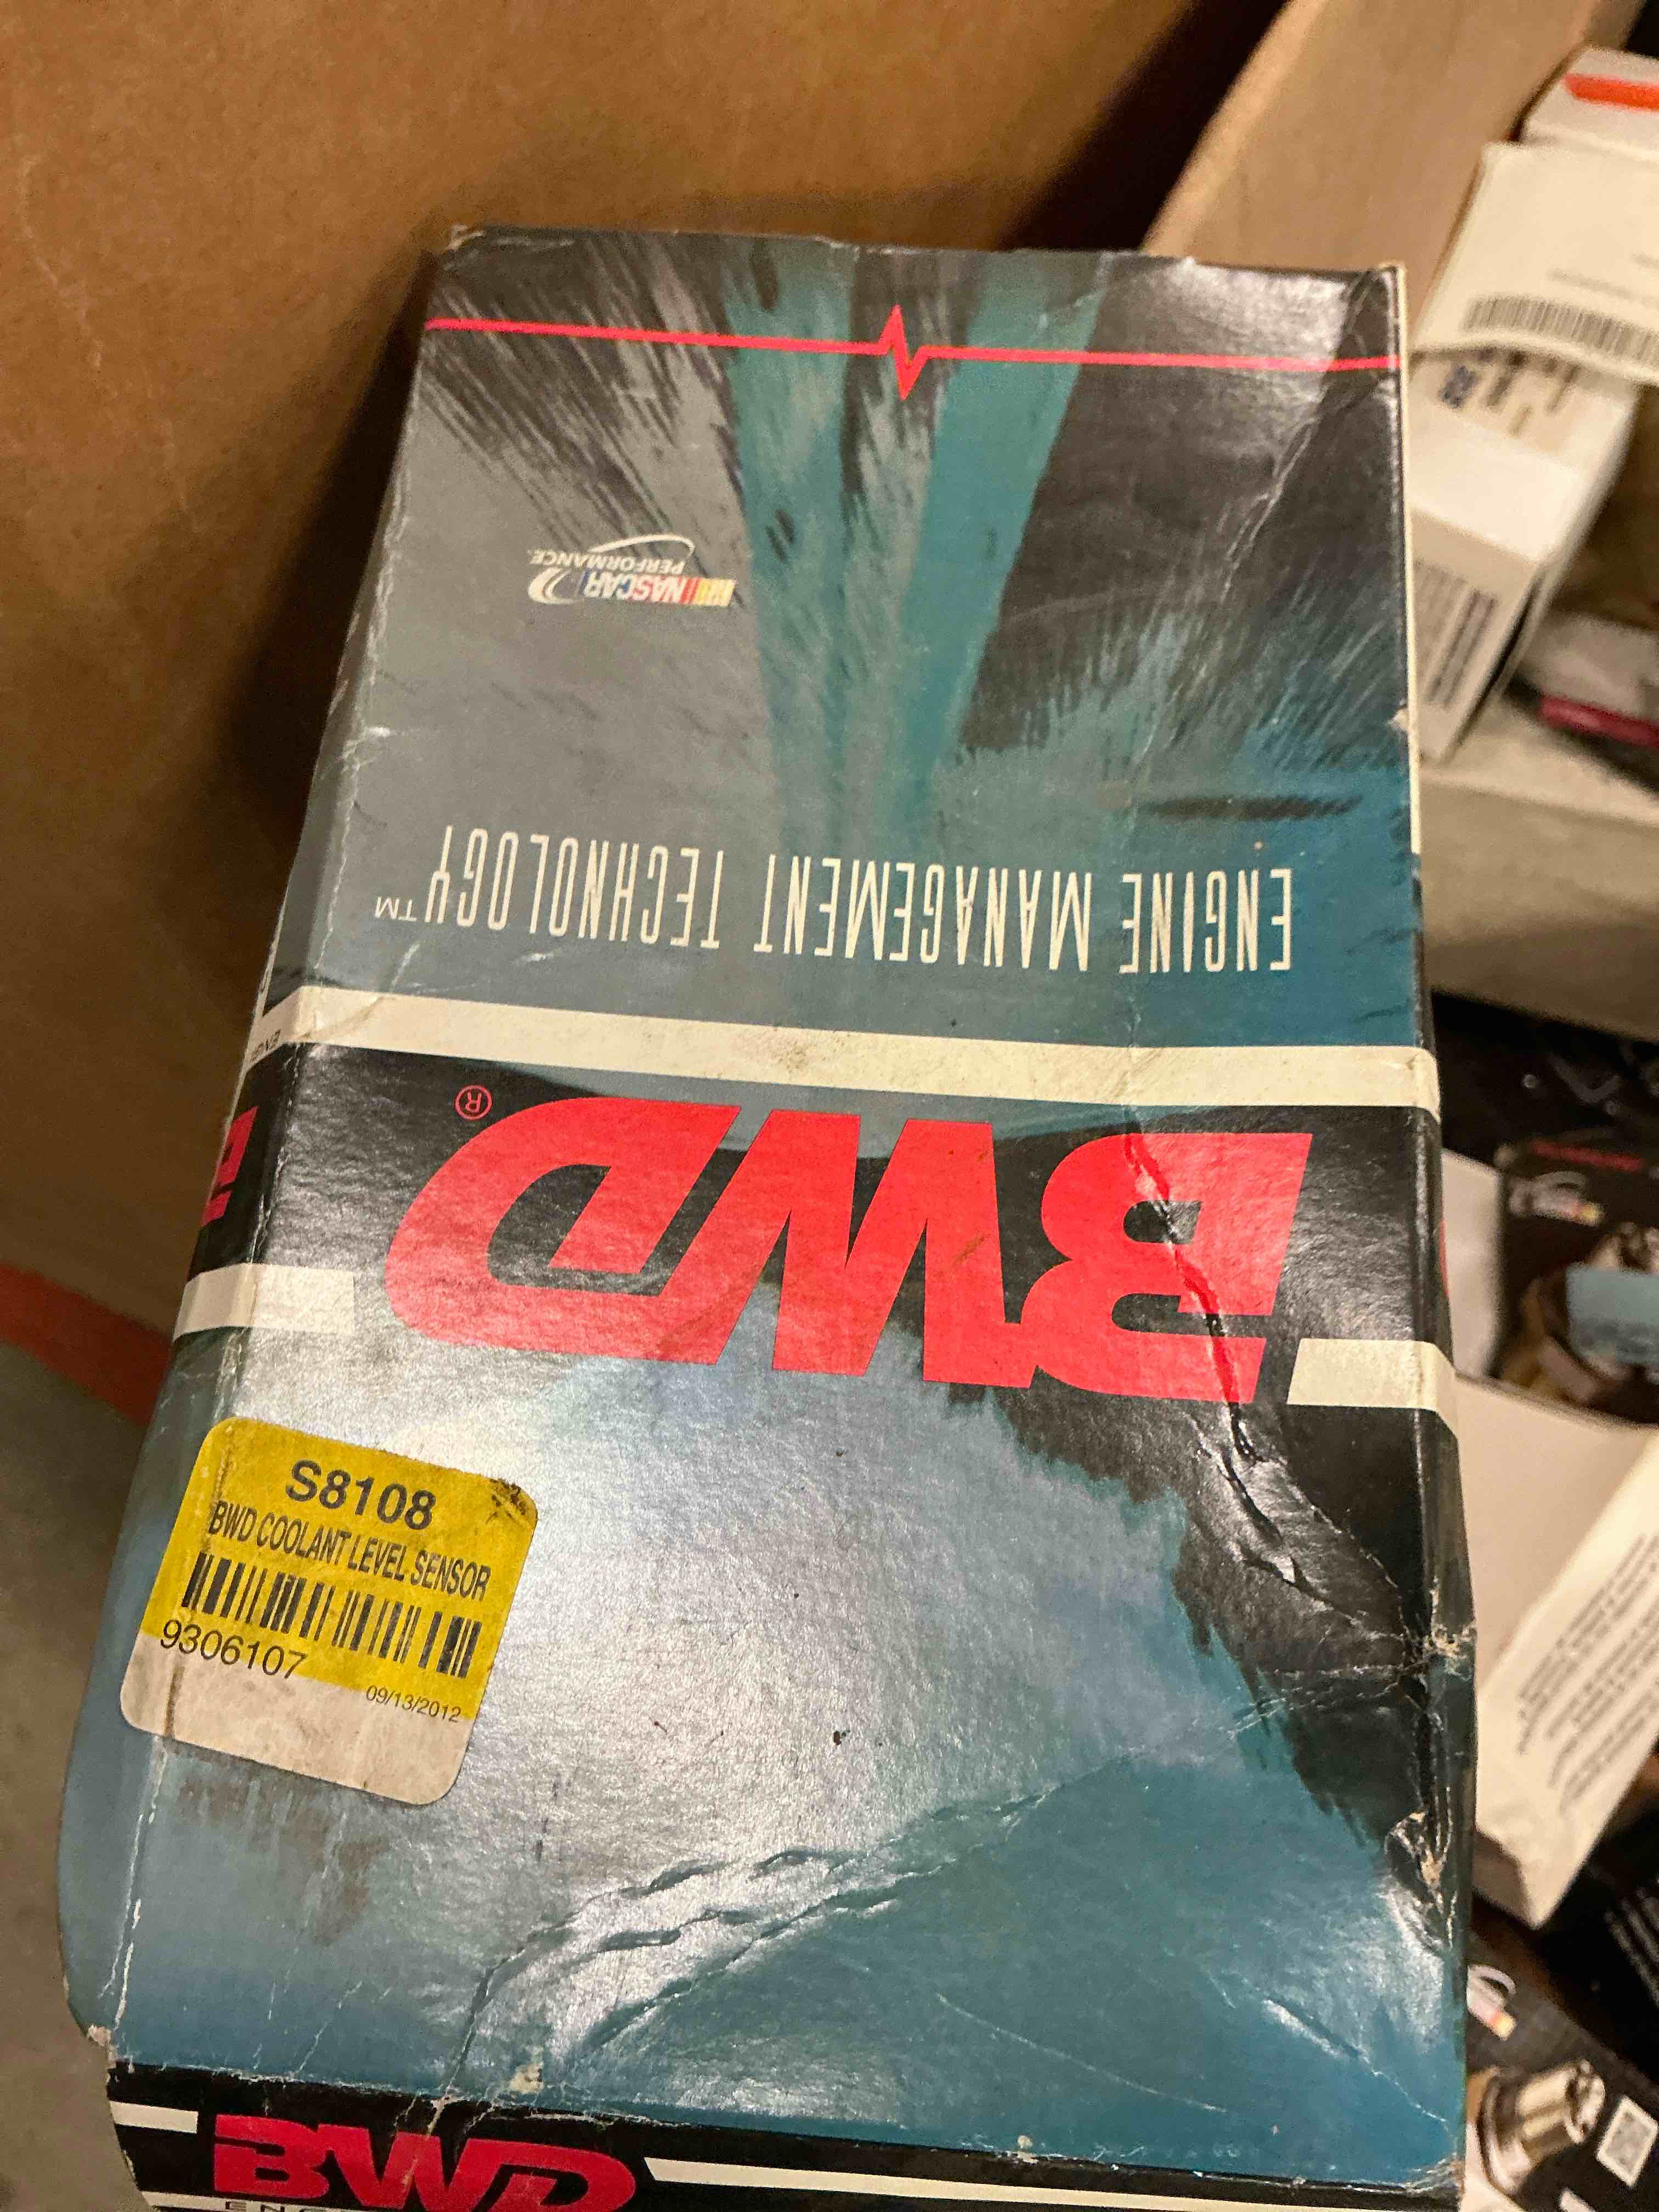 NASCAR
PERFORMANCE
ENGINE MANAGEMENT TECHNOLOGY™
BWD®
S8108
BWD COOLANT LEVEL SENSOR
9306107
09/13/2012
BWD